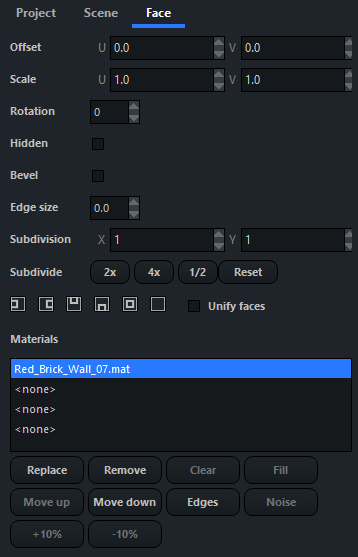 Project Scene Face
Offset U 0.0 V 0.0
Scale U 1.0 V 1.0
Rotation 0
Hidden
Bevel
Edge size 0.0
Subdivision X 1 Y 1
Subdivide 2x 4x 1/2 Reset
Unify faces
Materials
Red_Brick_Wall_07.mat
<none>
<none>
<none>
Replace Remove Clear Fill
Move up Move down Edges Noise
+10% -10%